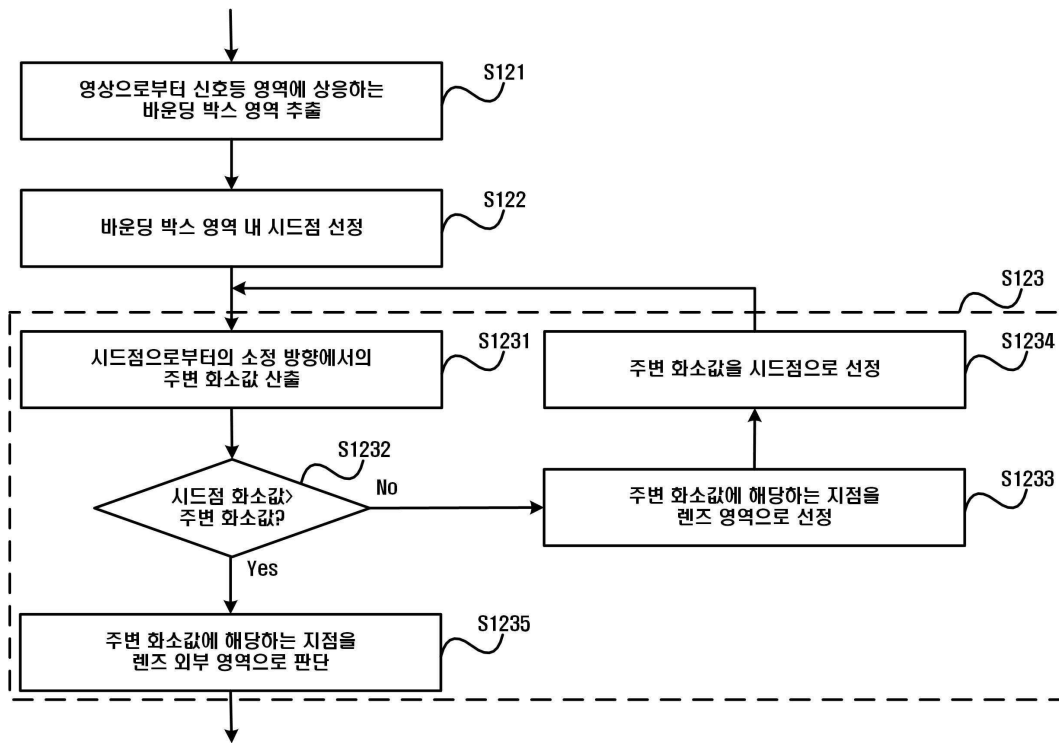 S121
영상으로부터 신호등 영역에 상응하는
바운딩 박스 영역 추출
S122
바운딩 박스 영역 내 시드점 선정
S123
S1231
시드점으로부터의 소정 방향에서의
주변 화소값 산출
S1234
주변 화소값을 시드점으로 선정
S1232
시드점 화소값>
주변 화소값?
No
S1233
주변 화소값에 해당하는 지점을
렌즈 영역으로 선정
Yes
S1235
주변 화소값에 해당하는 지점을
렌즈 외부 영역으로 판단